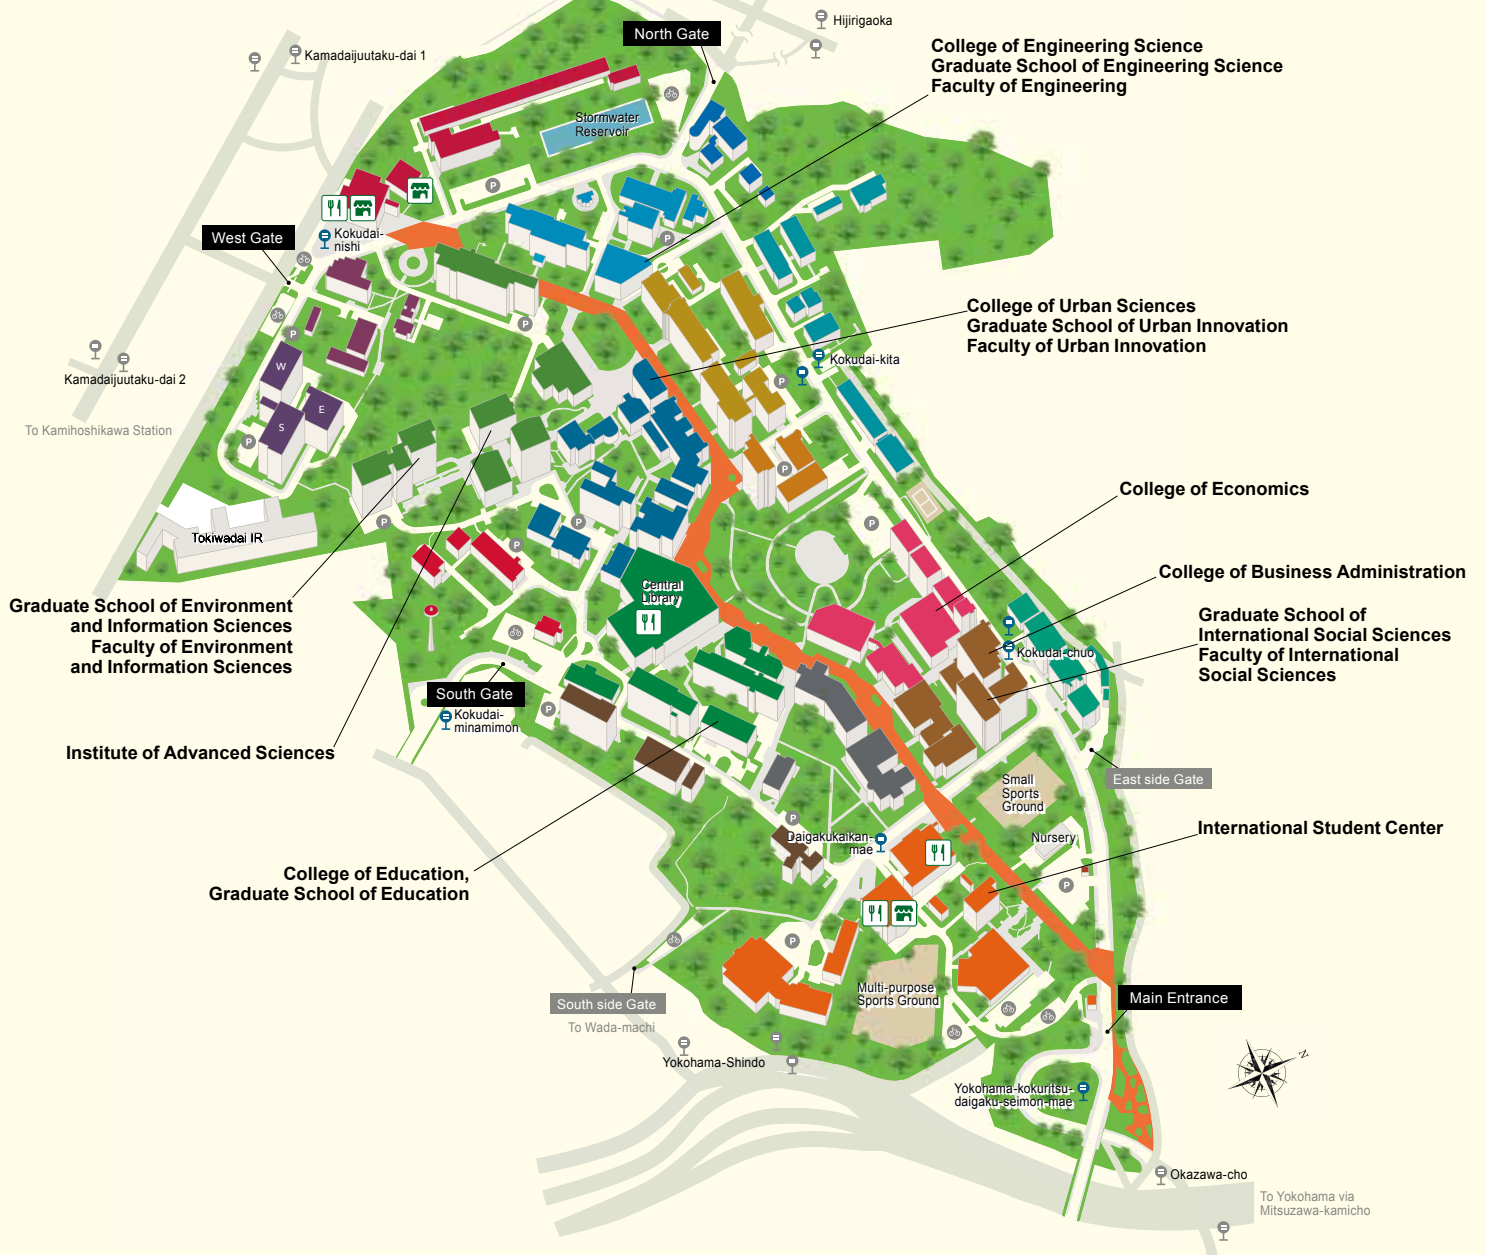 Hijirigaoka
North Gate
Kamadaijuutaku-dai 1
College of Engineering Science
Graduate School of Engineering Science
Faculty of Engineering
Stormwater
Reservoir
P
West Gate
Kokudai-
nishi
P
P
P
College of Urban Sciences
Graduate School of Urban Innovation
Faculty of Urban Innovation
Kokudai-kita
W
E
S
P
Kamadaijuutaku-dai 2
To Kamihoshikawa Station
P
P
College of Economics
P
P
P
P
Tokiwadai IR
College of Business Administration
Central
Library
Graduate School of
International Social Sciences
Faculty of International
Social Sciences
Graduate School of Environment
and Information Sciences
Faculty of Environment
and Information Sciences
Kokudai-chuo
South Gate
P
Kokudai-
minamimon
Institute of Advanced Sciences
East side Gate
Small
Sports
Ground
P
Daigakukaikan-
mae
Nursery
International Student Center
College of Education,
Graduate School of Education
P
P
Multi-purpose
Sports Ground
South side Gate
Main Entrance
To Wada-machi
Yokohama-Shindo
N
Yokohama-kokuritsu-
daigaku-seimon-mae
Okazawa-cho
To Yokohama via
Mitsuzawa-kamicho